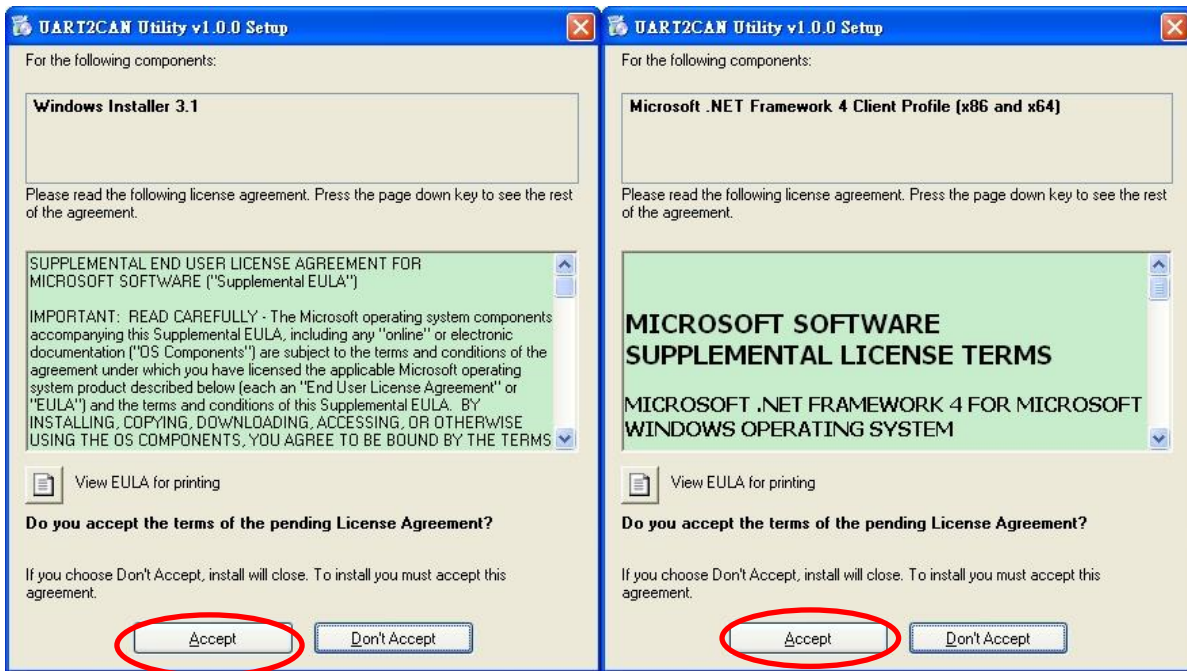 UART2CAN Utility v1.0.0 Setup
For the following components:
Windows Installer 3.1
Please read the following license agreement. Press the page down key to see the rest
of the agreement.
SUPPLEMENTAL END USER LICENSE AGREEMENT FOR
MICROSOFT SOFTWARE ("Supplemental EULA")
IMPORTANT: READ CAREFULLY - The Microsoft operating system components
accompanying this Supplemental EULA, including any "online" or electronic
documentation ("OS Components") are subject to the terms and conditions of the
agreement under which you have licensed the applicable Microsoft operating
system product described below (each an "End User License Agreement" or
"EULA") and the terms and conditions of this Supplemental EULA. BY
INSTALLING, COPYING, DOWNLOADING, ACCESSING, OR OTHERWISE
USING THE OS COMPONENTS, YOU AGREE TO BE BOUND BY THE TERMS
View EULA for printing
Do you accept the terms of the pending License Agreement?
If you choose Don't Accept, install will close. To install you must accept this
agreement.
Accept
Don't Accept
UART2CAN Utility v1.0.0 Setup
For the following components:
Microsoft .NET Framework 4 Client Profile (x86 and x64)
Please read the following license agreement. Press the page down key to see the rest
of the agreement.
MICROSOFT SOFTWARE
SUPPLEMENTAL LICENSE TERMS
MICROSOFT .NET FRAMEWORK 4 FOR MICROSOFT
WINDOWS OPERATING SYSTEM
View EULA for printing
Do you accept the terms of the pending License Agreement?
If you choose Don't Accept, install will close. To install you must accept this
agreement.
Accept
Don't Accept